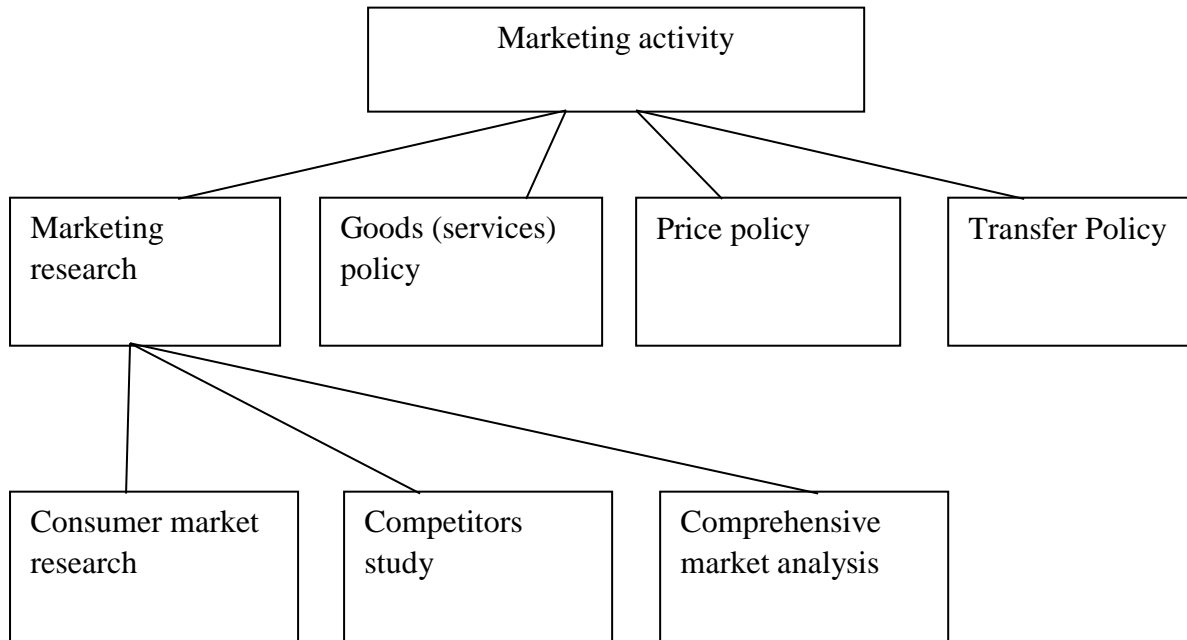 Marketing activity
Marketing
research
Goods (services)
policy
Price policy
Transfer Policy
Consumer market
research
Competitors
study
Comprehensive
market analysis